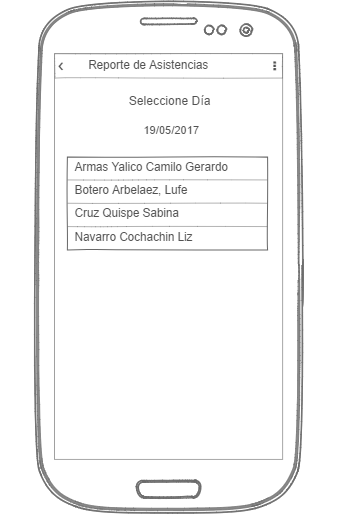 Reporte de Asistencias
Seleccione Día
19/05/2017
Armas Yalico Camilo Gerardo
Botero Arbelaez, Lufe
Cruz Quispe Sabina
Navarro Cochachin Liz